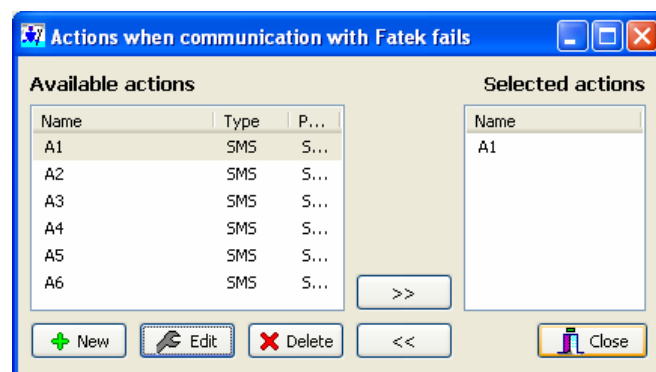 Actions when communication with Fatek fails
Available actions Selected actions
Name Type P... Name
A1 SMS S... A1
A2 SMS S...
A3 SMS S...
A4 SMS S...
A5 SMS S...
A6 SMS S...
>>
New Edit Delete << Close